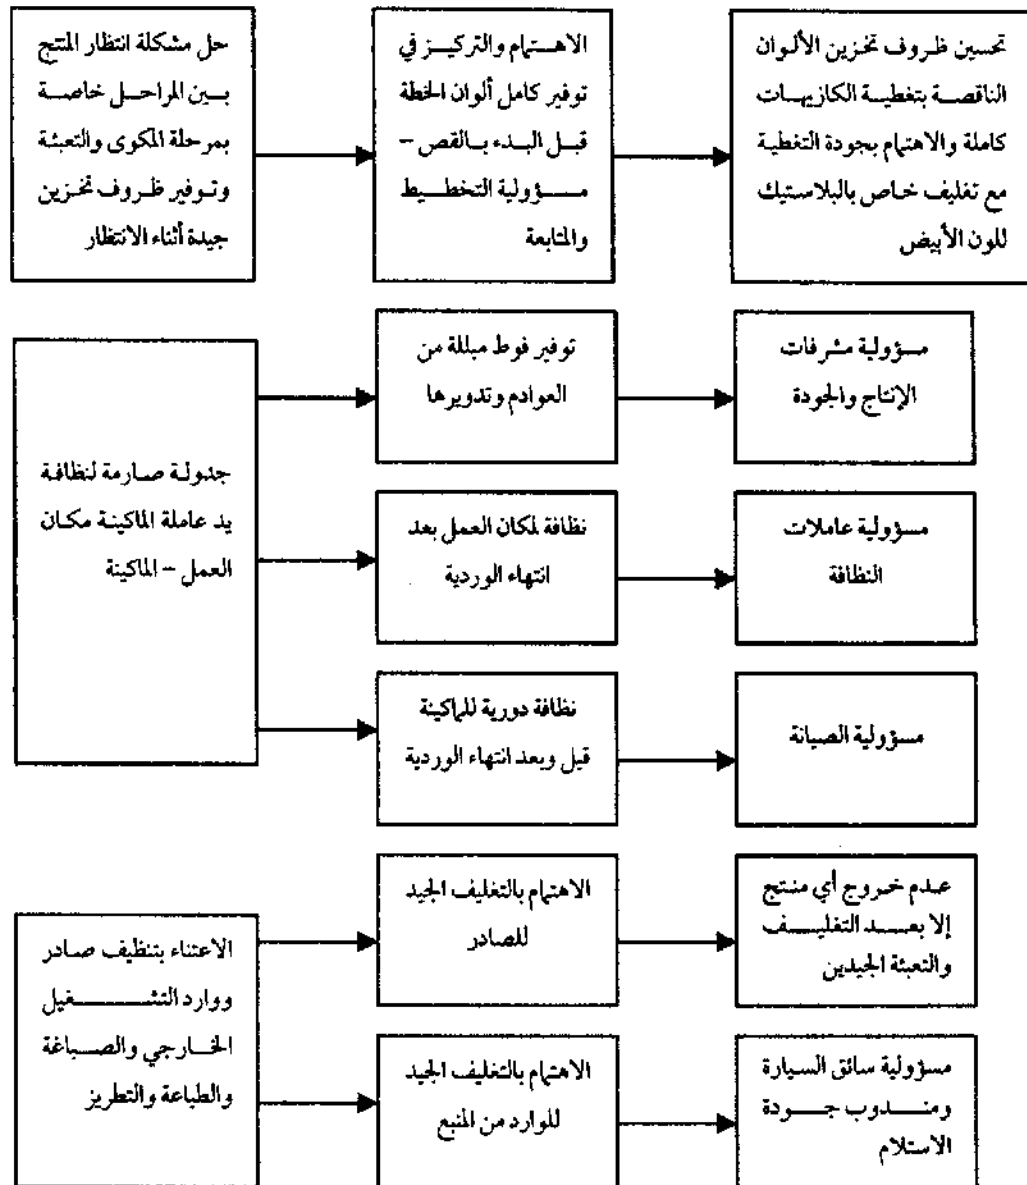 حل مشكلة انتظار المنتج
بين المراحل خاصة
بمرحلة المكوى والتعبئة
وتوفير ظروف تخزين
جيدة أثناء الانتظار
الاهتمام والتركيز في
توفير كامل ألوان الخطة
قبل البدء بالقص –
مسؤولية التخطيط
والمتابعة
تحسين ظروف تخزين الألوان
الناقصة بتغطية الكازيهات
كاملة والاهتمام بجودة التغطية
مع تغليف خاص بالبلاستيك
للون الأبيض
جدولة صارمة لنظافة
يد عاملة الماكينة مكان
العمل – الماكينة
توفير فوط مبللة من
العوادم وتدويرها
مسؤولية مشرفات
الإنتاج والجودة
نظافة لمكان العمل بعد
انتهاء الوردية
مسؤولية عاملات
النظافة
نظافة دورية للماكينة
قبل وبعد انتهاء الوردية
مسؤولية الصيانة
الاعتناء بتنظيف صادر
ووارد التشغيل
الخارجي والصباغة
والطباعة والتطريز
الاهتمام بالتغليف الجيد
للصادر
عدم خروج أي منتج
إلا بعد التغليف
والتعبئة الجيدين
الاهتمام بالتغليف الجيد
للوارد من المنبع
مسؤولية سائق السيارة
ومندوب جودة
الاستلام